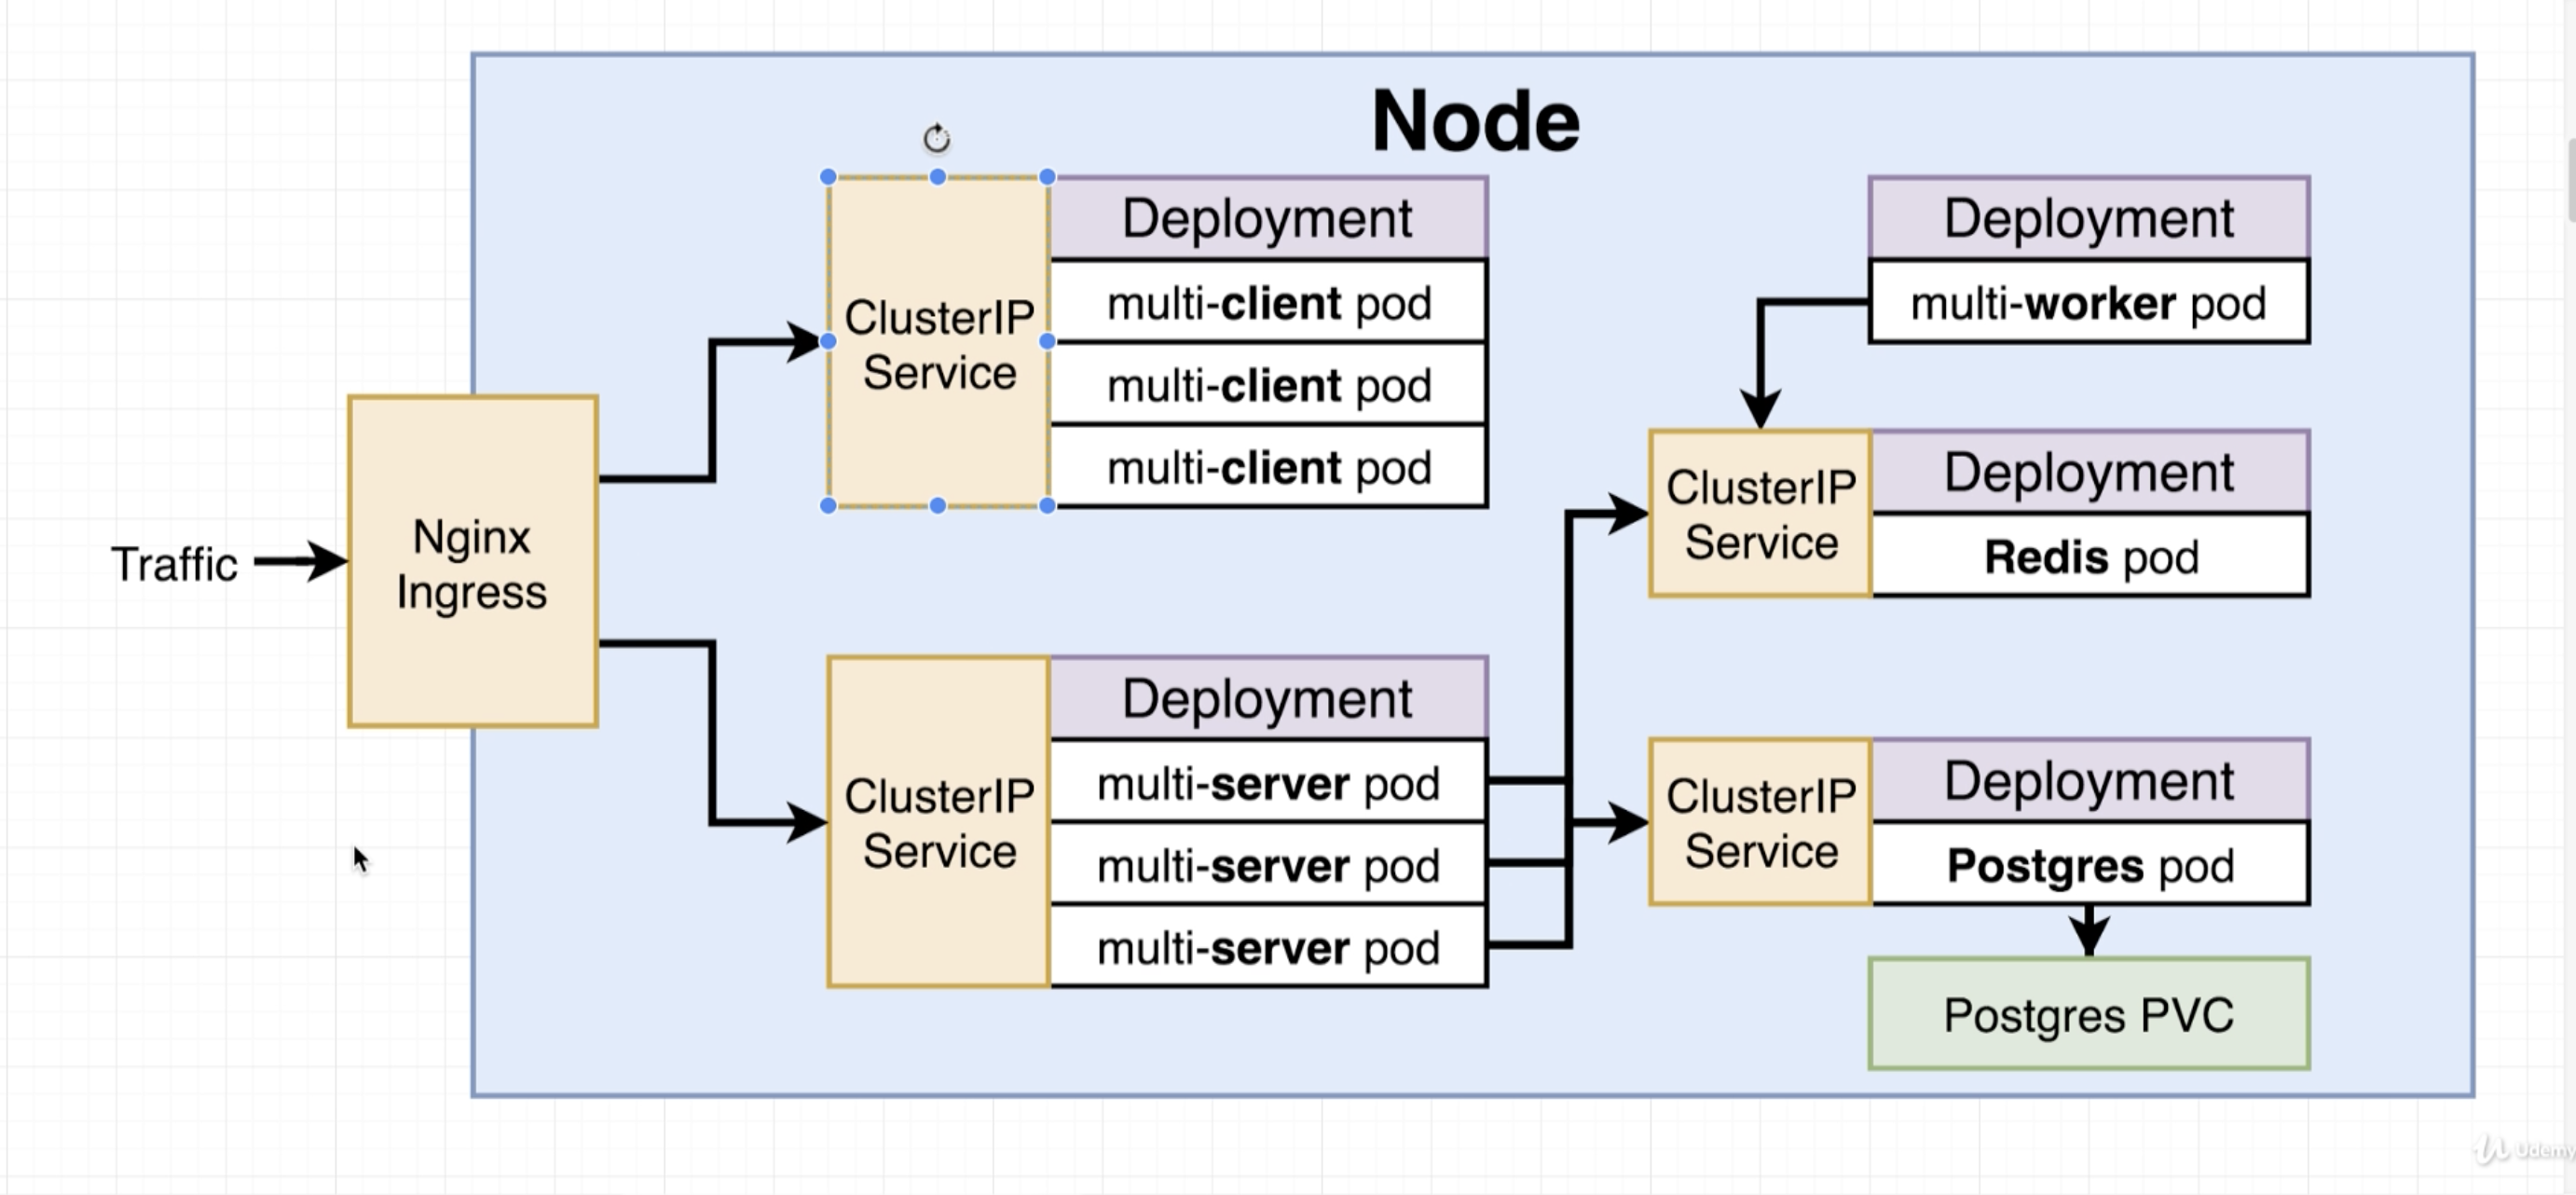 Node
Traffic
Nginx
Ingress
ClusterIP
Service
Deployment
multi-client pod
multi-client pod
multi-client pod
ClusterIP
Service
Deployment
multi-server pod
multi-server pod
multi-server pod
Deployment
multi-worker pod
ClusterIP
Service
Deployment
Redis pod
ClusterIP
Service
Deployment
Postgres pod
Postgres PVC
Udemy